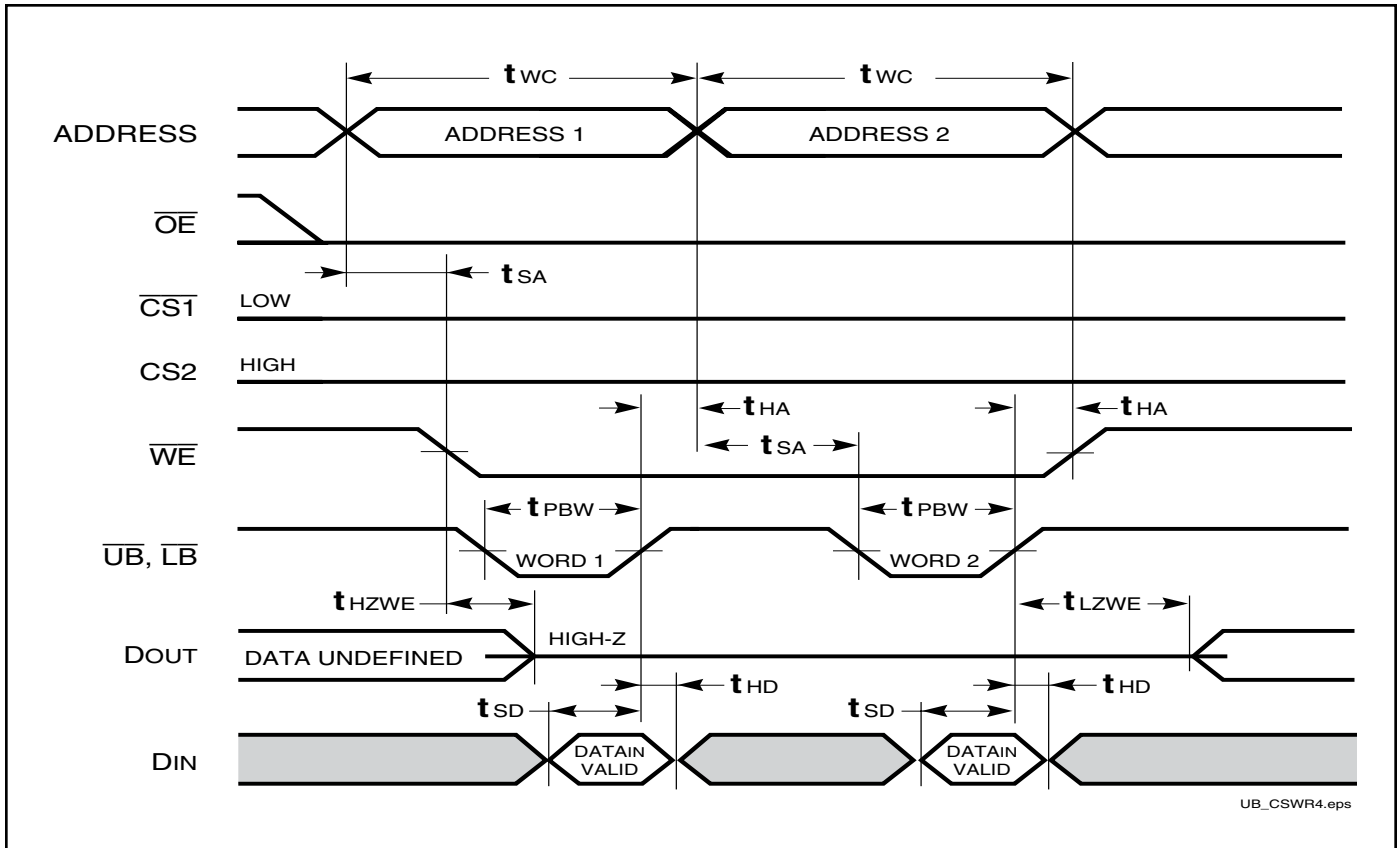 tWC tWC
ADDRESS ADDRESS 1 ADDRESS 2
OE
tSA
CS1 LOW
CS2 HIGH
tHA tHA
WE tSA
tPBW tPBW
UB, LB WORD 1 WORD 2
tHZWE tLZWE
DOUT DATA UNDEFINED HIGH-Z
tHD tHD
tSD tSD
DIN DATAIN VALID DATAIN VALID
UB_CSWR4.eps